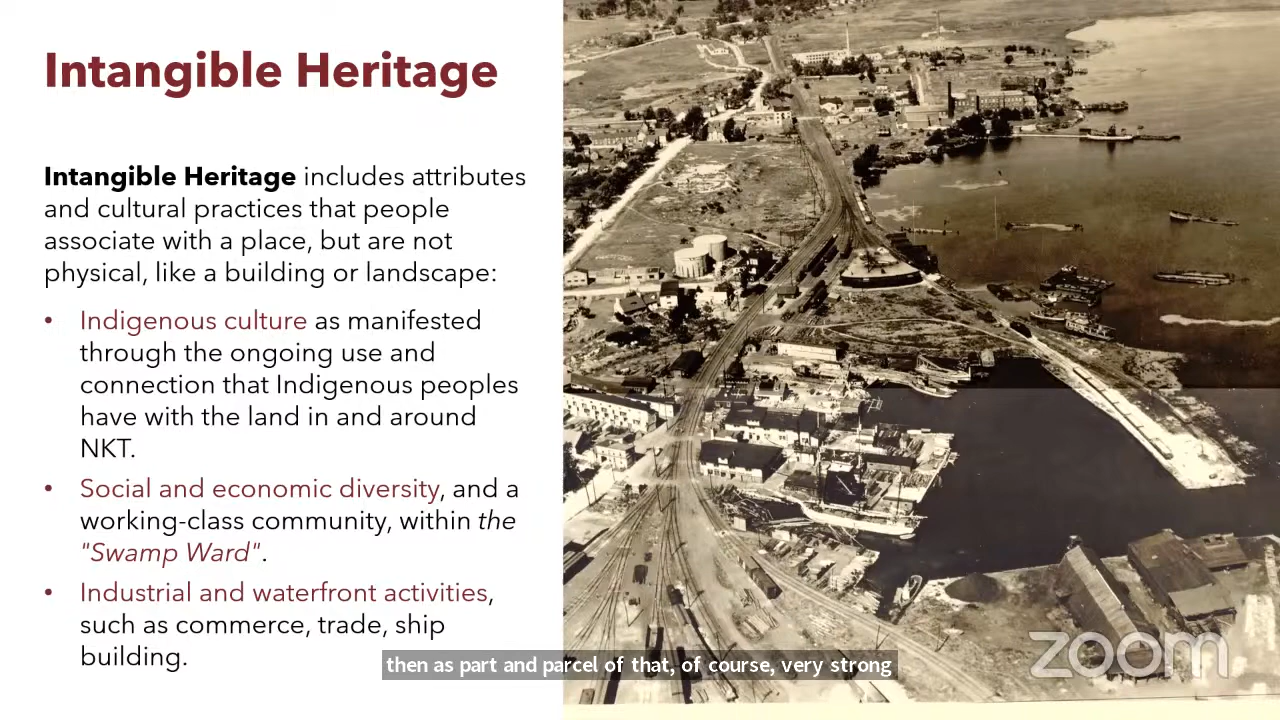 Intangible Heritage
Intangible Heritage includes attributes
and cultural practices that people
associate with a place, but are not
physical, like a building or landscape:
• Indigenous culture as manifested
through the ongoing use and
connection that Indigenous peoples
have with the land in and around
NKT.
• Social and economic diversity, and a
working-class community, within the
"Swamp Ward".
• Industrial and waterfront activities,
such as commerce, trade, ship
building.
then as part and parcel of that, of course, very strong
zoom